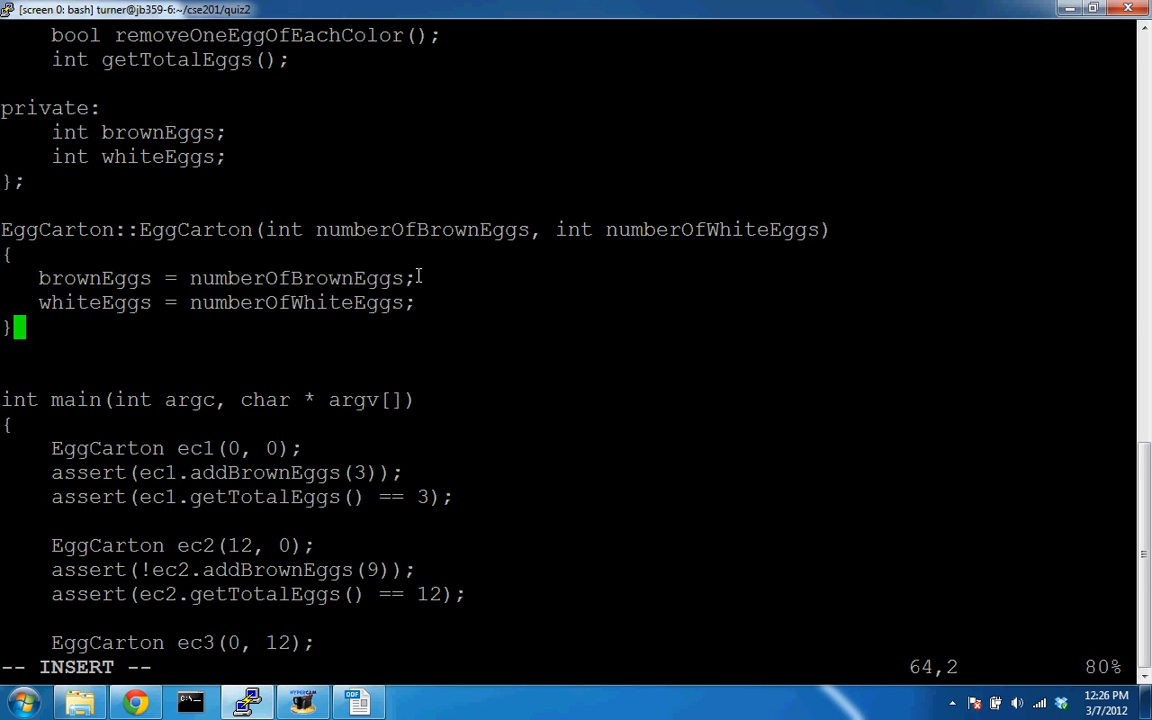 [screen 0: bash] turner@jb359-6:~/cse201/quiz2
bool removeOneEggOfEachColor();
int getTotalEggs();
private:
int brownEggs;
int whiteEggs;
};
EggCarton::EggCarton(int numberOfBrownEggs, int numberOfWhiteEggs)
{
brownEggs = numberOfBrownEggs;
whiteEggs = numberOfWhiteEggs;
}
int main(int argc, char * argv[])
{
EggCarton ec1(0, 0);
assert(ec1.addBrownEggs(3));
assert(ec1.getTotalEggs() == 3);
EggCarton ec2(12, 0);
assert(!ec2.addBrownEggs(9));
assert(ec2.getTotalEggs() == 12);
EggCarton ec3(0, 12);
-- INSERT -- 64,2 80%
HYPERCAM
ODF
12:26 PM
3/7/2012